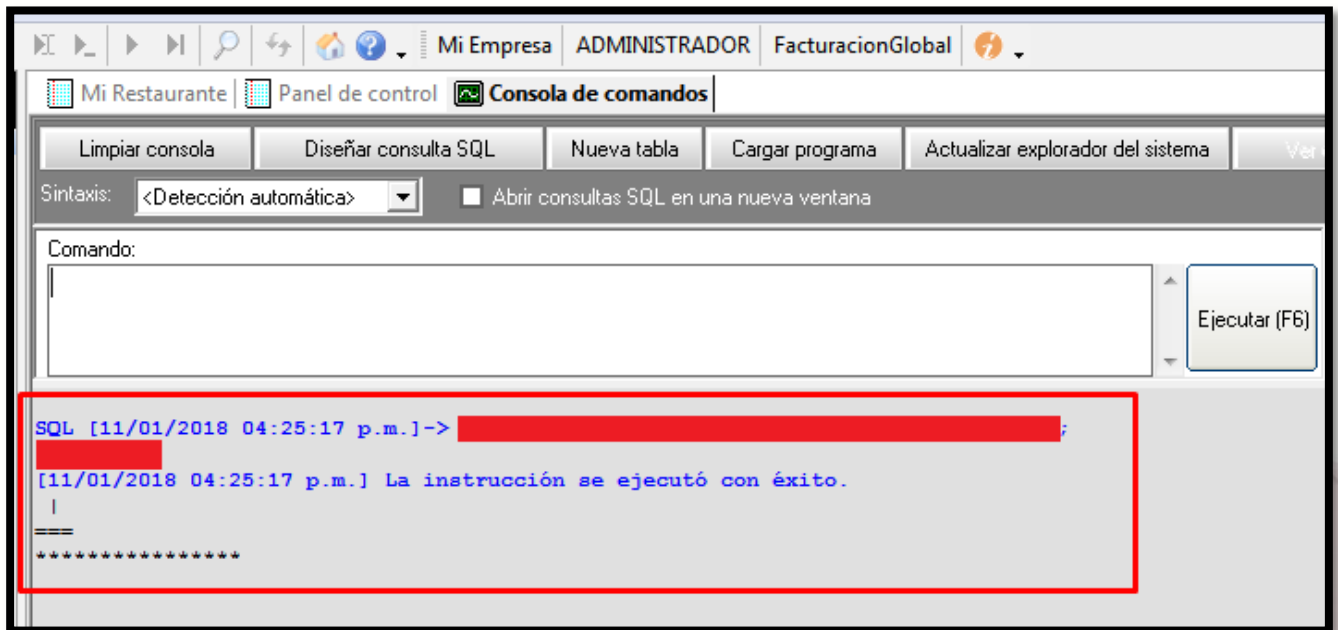 Mi Empresa ADMINISTRADOR FacturacionGlobal
Mi Restaurante Panel de control Consola de comandos
Limpiar consola Diseñar consulta SQL Nueva tabla Cargar programa Actualizar explorador del sistema Ver
Sintaxis: <Detección automática> Abrir consultas SQL en una nueva ventana
Comando:
Ejecutar (F6)
SQL [11/01/2018 04:25:17 p.m.]-> ;
[11/01/2018 04:25:17 p.m.] La instrucción se ejecutó con éxito.
|
===
****************